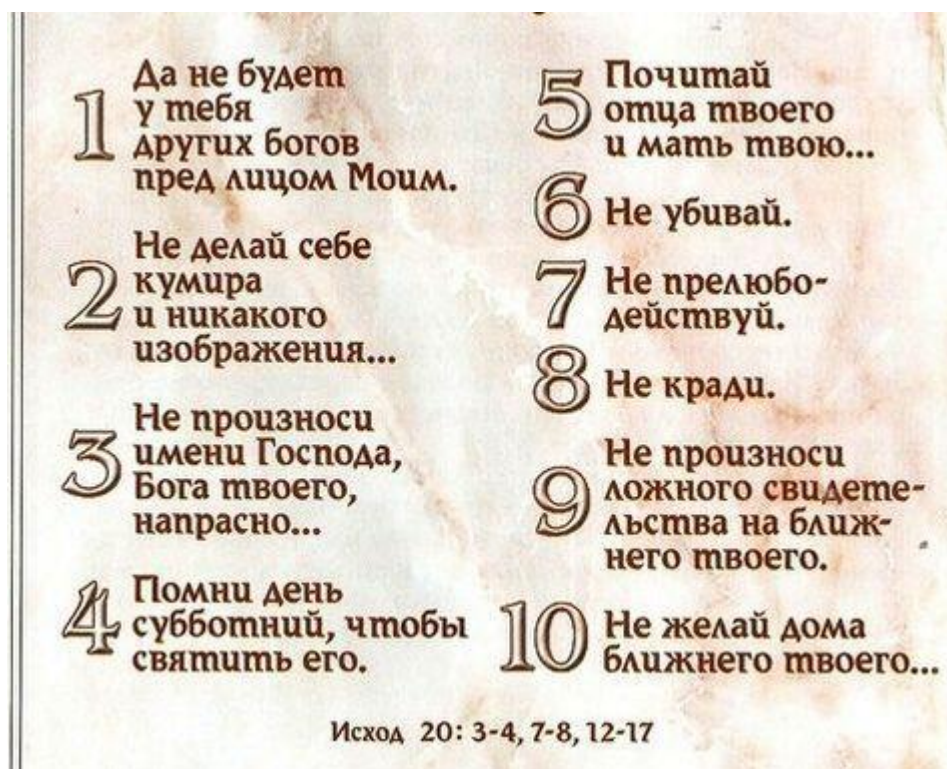 1 Да не будет
у тебя
других богов
пред лицом Моим.
2 Не делай себе
кумира
и никакого
изображения...
3 Не произноси
имени Господа,
Бога твоего,
напрасно...
4 Помни день
субботний, чтобы
святить его.
5 Почитай
отца твоего
и мать твою...
6 Не убивай.
7 Не прелюбо-
действуй.
8 Не кради.
9 Не произноси
ложного свидете-
льства на ближ-
него твоего.
10 Не желай дома
ближнего твоего...
Исход 20: 3-4, 7-8, 12-17